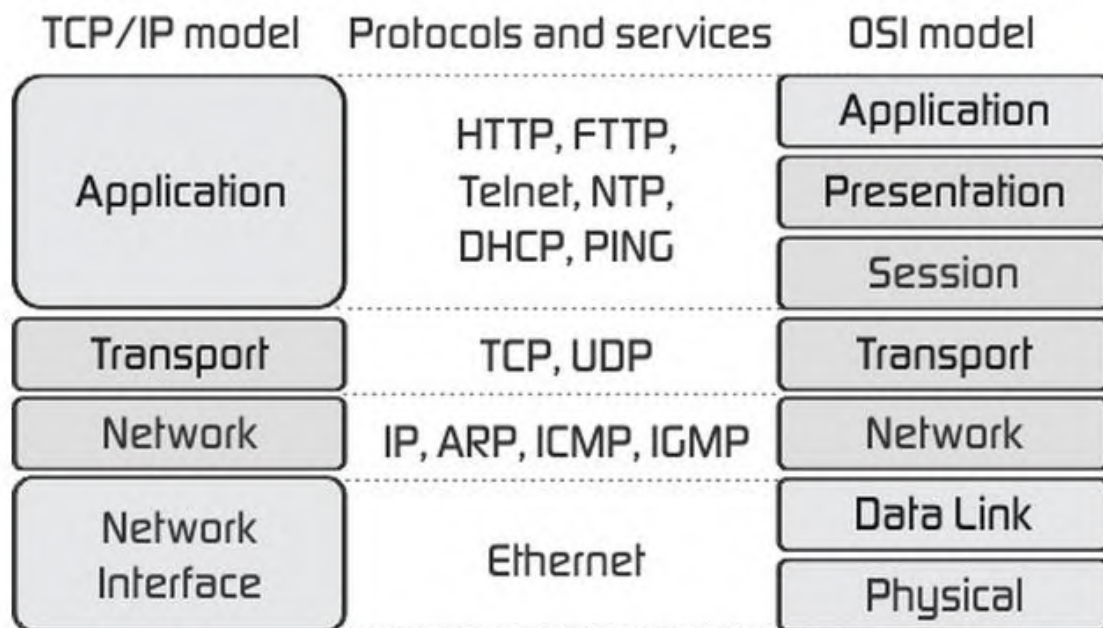 TCP/IP model Protocols and services OSI model
Application
HTTP, FTTP,
Telnet, NTP,
DHCP, PING
Application
Presentation
Session
Transport
TCP, UDP
Transport
Network
IP, ARP, ICMP, IGMP
Network
Network
Interface
Ethernet
Data Link
Physical